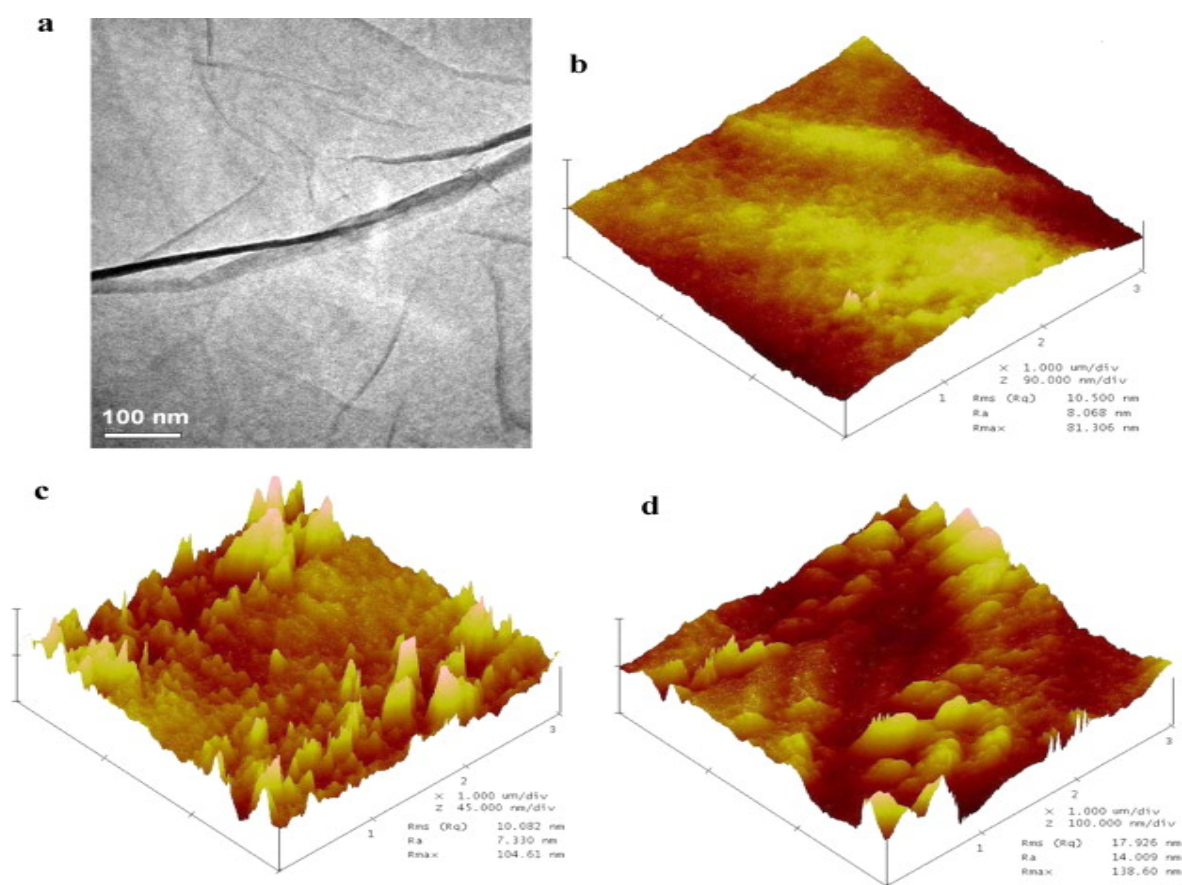 a
100 nm
b
1
2
3
X 1.000 um/div
Z 90.000 nm/div
Rms (Rq) 10.500 nm
Ra 8.068 nm
Rmax 81.306 nm
c
1
2
3
X 1.000 um/div
Z 45.000 nm/div
Rms (Rq) 10.082 nm
Ra 7.330 nm
Rmax 104.61 nm
d
1
2
3
X 1.000 um/div
Z 100.000 nm/div
Rms (Rq) 17.926 nm
Ra 14.009 nm
Rmax 138.60 nm